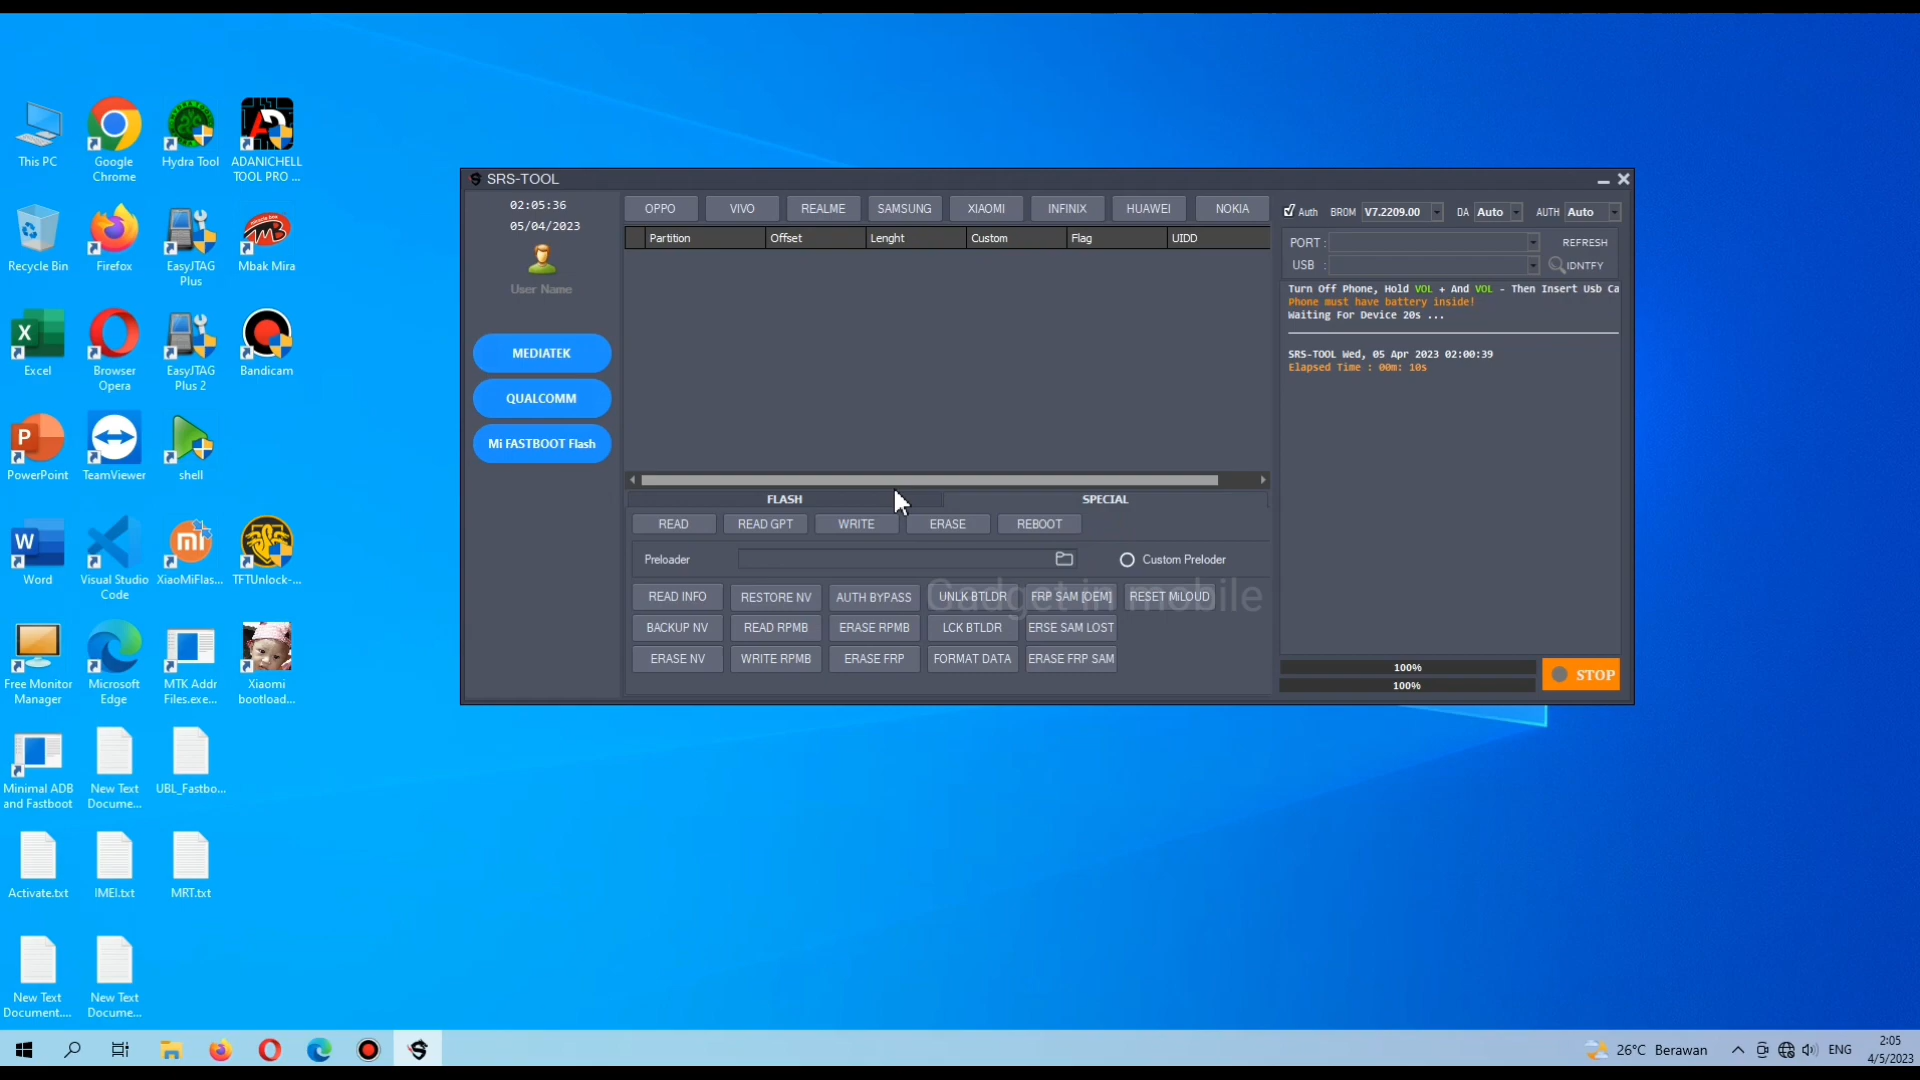 This PC
Google
Chrome
Hydra Tool
ADANICHELL
TOOL PRO ...
Recycle Bin
Firefox
EasyJTAG
Plus
Mbak Mira
Excel
Browser
Opera
EasyJTAG
Plus 2
Bandicam
PowerPoint
TeamViewer
shell
Word
Visual Studio
Code
XiaoMiFlas...
TFTUnlock-...
Free Monitor
Manager
Microsoft
Edge
MTK Addr
Files.exe...
Xiaomi
bootload...
Minimal ADB
and Fastboot
New Text
Docume...
UBL_Fastbo...
Activate.txt
IMEI.txt
MRT.txt
New Text
Document....
New Text
Docume...
SRS-TOOL
02:05:36
05/04/2023
User Name
MEDIATEK
QUALCOMM
Mi FASTBOOT Flash
OPPO
VIVO
REALME
SAMSUNG
XIAOMI
INFINIX
HUAWEI
NOKIA
Partition
Offset
Lenght
Custom
Flag
UIDD
FLASH
SPECIAL
READ
READ GPT
WRITE
ERASE
REBOOT
Preloader
Custom Preloder
READ INFO
RESTORE NV
AUTH BYPASS
UNLK BTLDR
FRP SAM [OEM]
RESET MiLOUD
BACKUP NV
READ RPMB
ERASE RPMB
LCK BTLDR
ERSE SAM LOST
ERASE NV
WRITE RPMB
ERASE FRP
FORMAT DATA
ERASE FRP SAM
Gadget in mobile
Auth
BROM
V7.2209.00
DA
Auto
AUTH
Auto
PORT :
REFRESH
USB :
IDNTFY
Turn Off Phone, Hold VOL + And VOL - Then Insert Usb Ca
Phone must have battery inside!
Waiting For Device 20s ...
SRS-TOOL Wed, 05 Apr 2023 02:00:39
Elapsed Time : 00m: 10s
100%
100%
STOP
26°C Berawan
ENG
2:05
4/5/2023